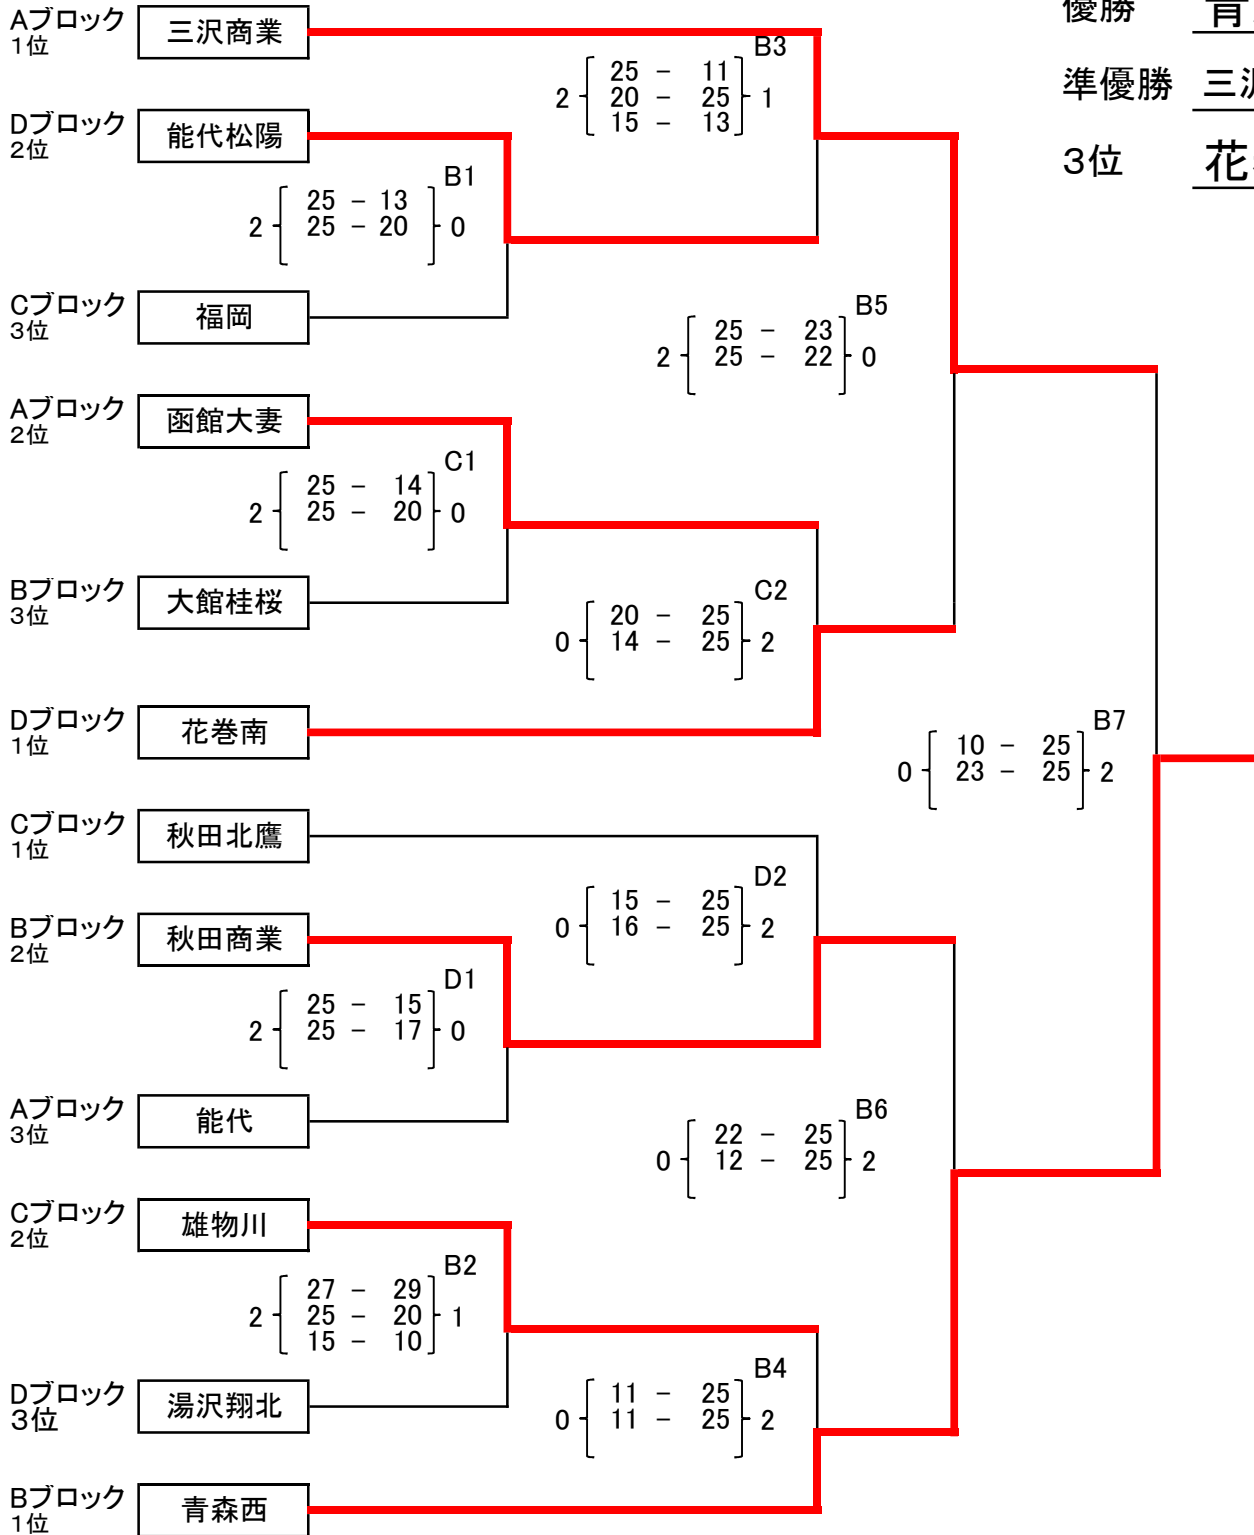 Aブロック
1位
三沢商業
優勝
準優勝
3位
B3
25 - 11
2 20 - 25 1
15 - 13
Dブロック
2位
能代松陽
B1
25 - 13
2 25 - 20 0
Cブロック
3位
福岡
B5
25 - 23
2 25 - 22 0
Aブロック
2位
函館大妻
C1
25 - 14
2 25 - 20 0
Bブロック
3位
大館桂桜
C2
20 - 25
0 14 - 25 2
Dブロック
1位
花巻南
B7
10 - 25
0 23 - 25 2
Cブロック
1位
秋田北鷹
D2
15 - 25
0 16 - 25 2
Bブロック
2位
秋田商業
D1
25 - 15
2 25 - 17 0
Aブロック
3位
能代
B6
22 - 25
0 12 - 25 2
Cブロック
2位
雄物川
B2
27 - 29
2 25 - 20 1
15 - 10
Dブロック
3位
湯沢翔北
B4
11 - 25
0 11 - 25 2
Bブロック
1位
青森西